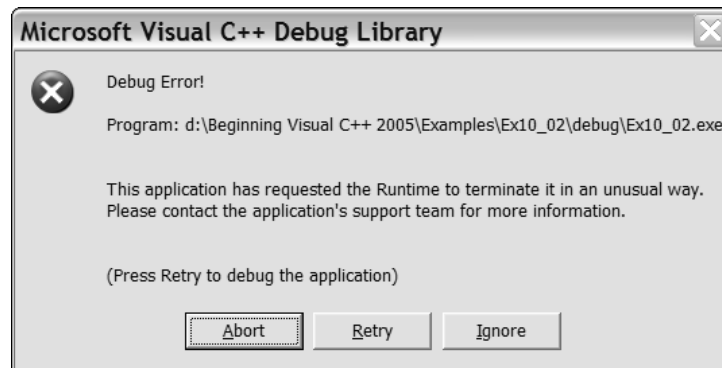 Microsoft Visual C++ Debug Library
Debug Error!
Program: d:\Beginning Visual C++ 2005\Examples\Ex10_02\debug\Ex10_02.exe
This application has requested the Runtime to terminate it in an unusual way.
Please contact the application's support team for more information.
(Press Retry to debug the application)
Abort Retry Ignore